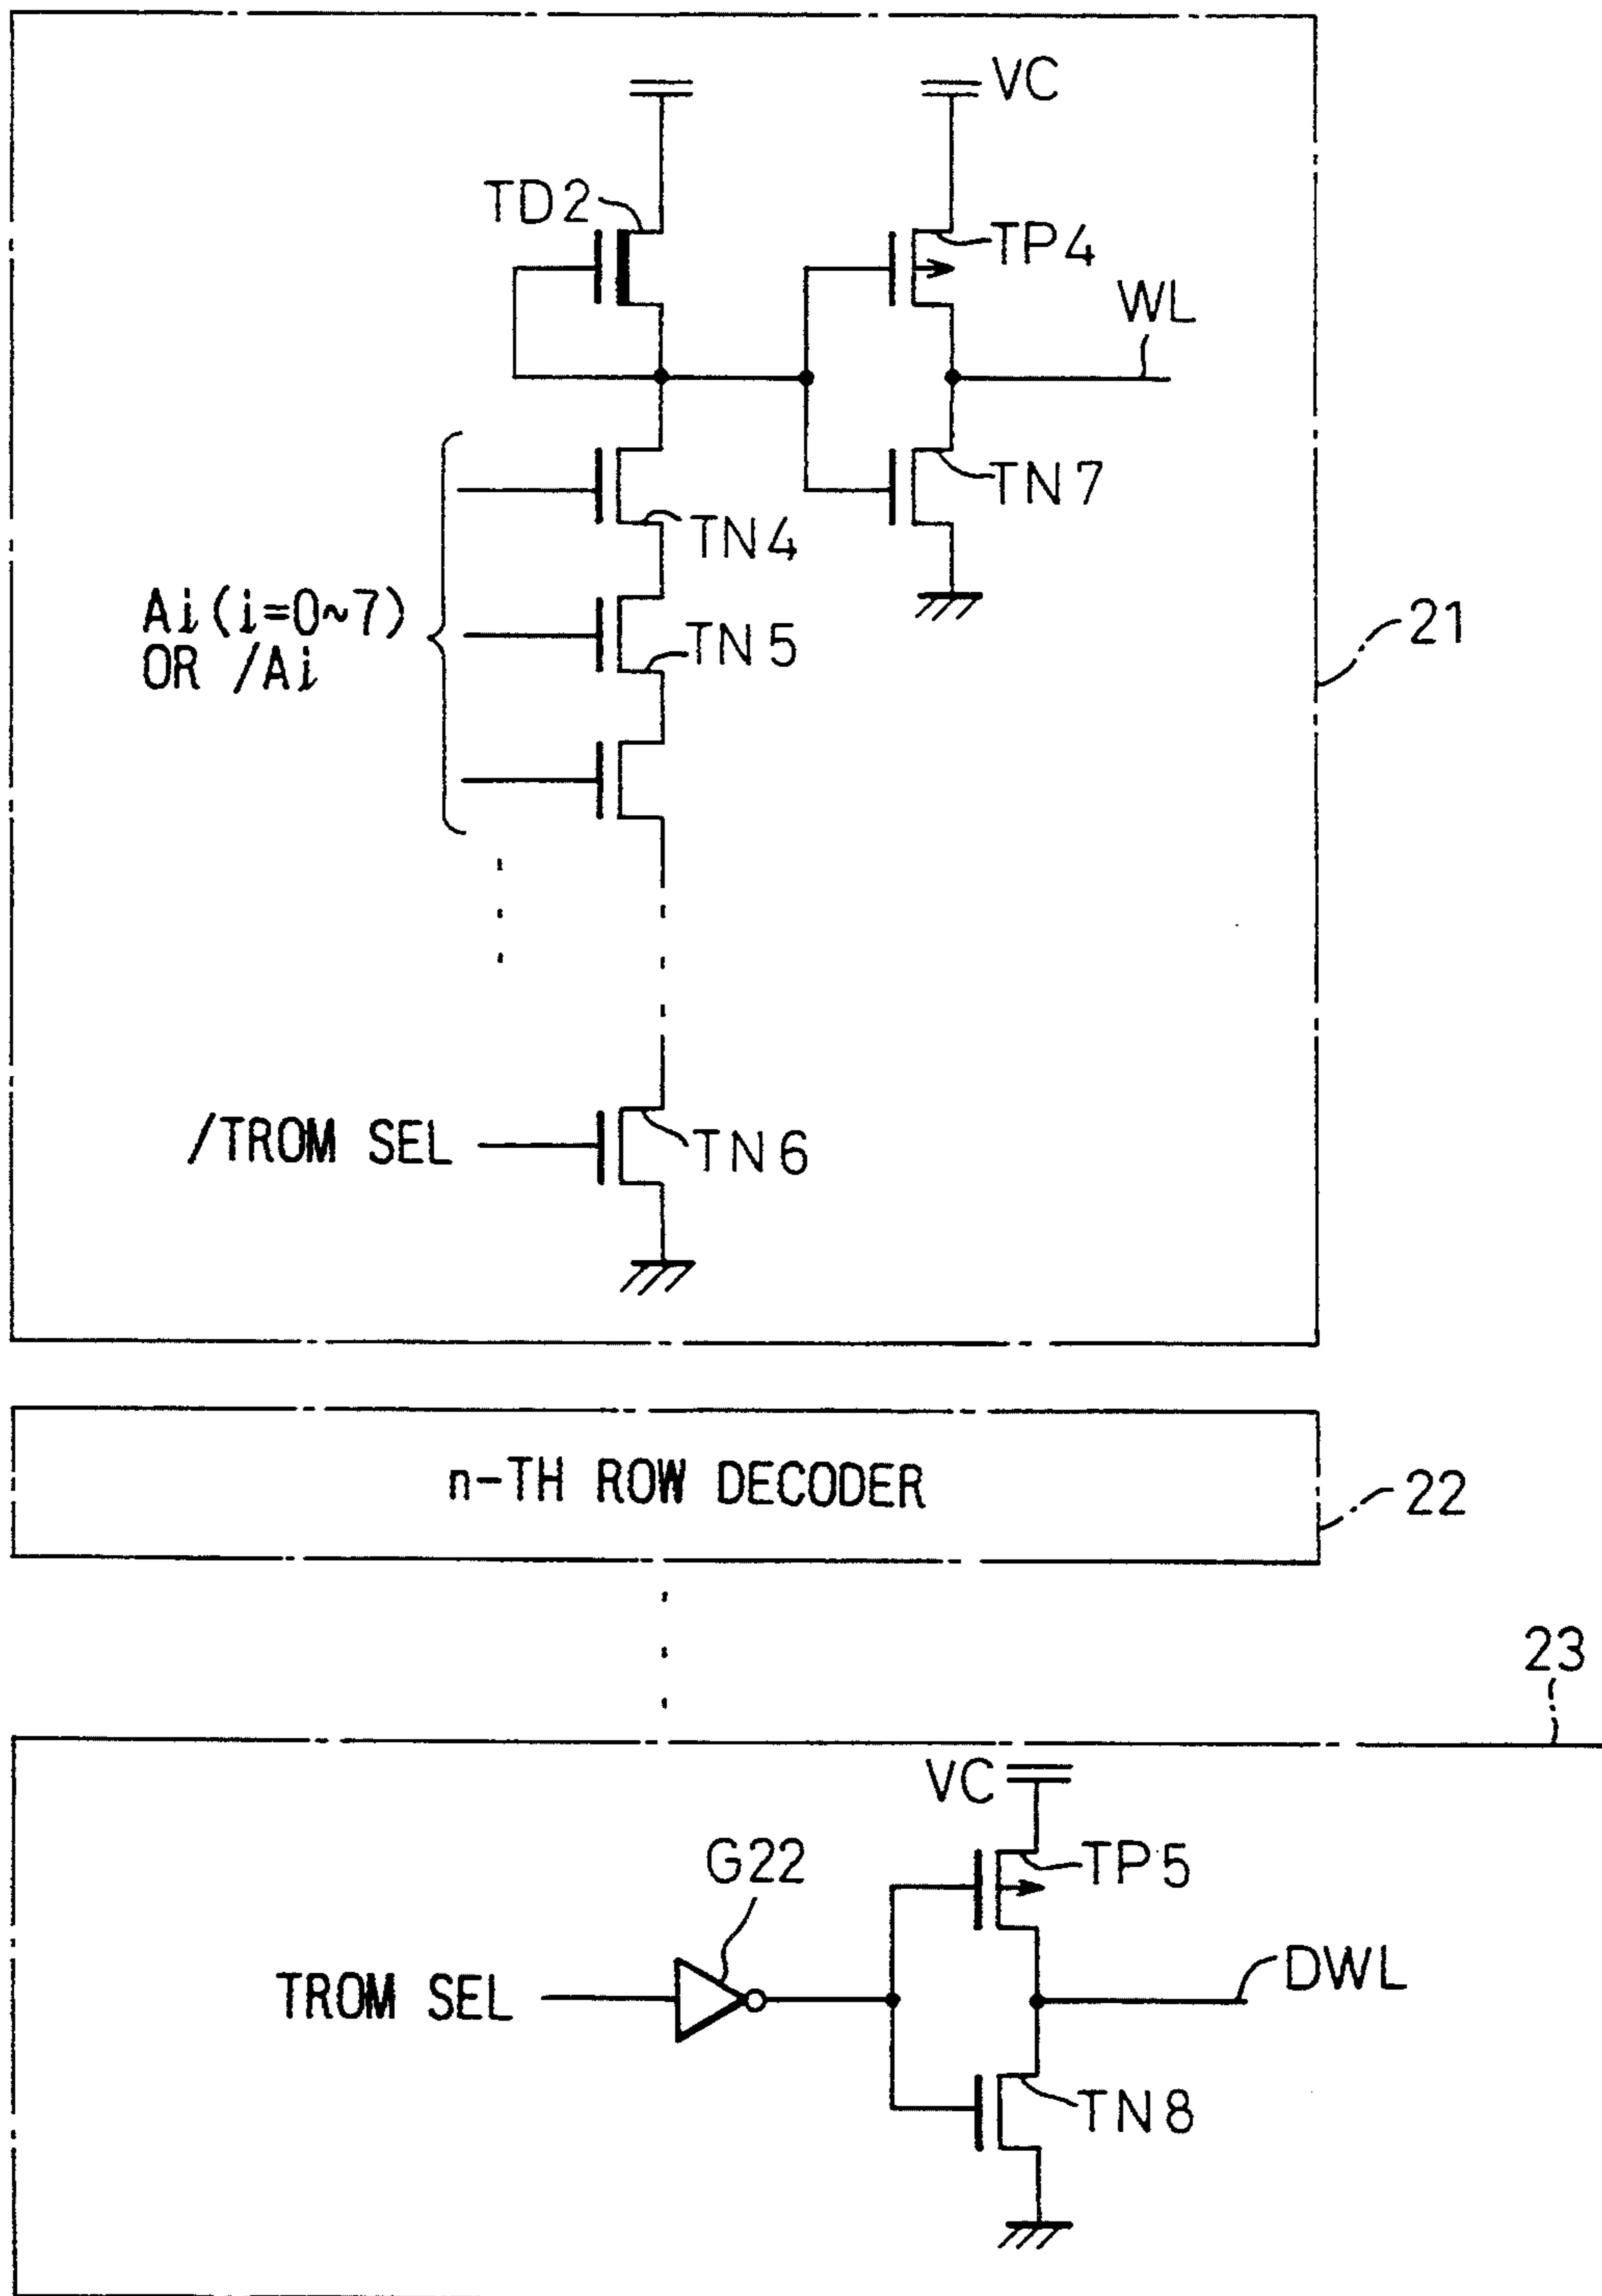 VC
TD2
TP4
WL
TN4
TN7
Ai(i=0~7)
OR /Ai
TN5
21
/TROM SEL
TN6
n-TH ROW DECODER
22
23
VC
TP5
G22
TROM SEL
DWL
TN8